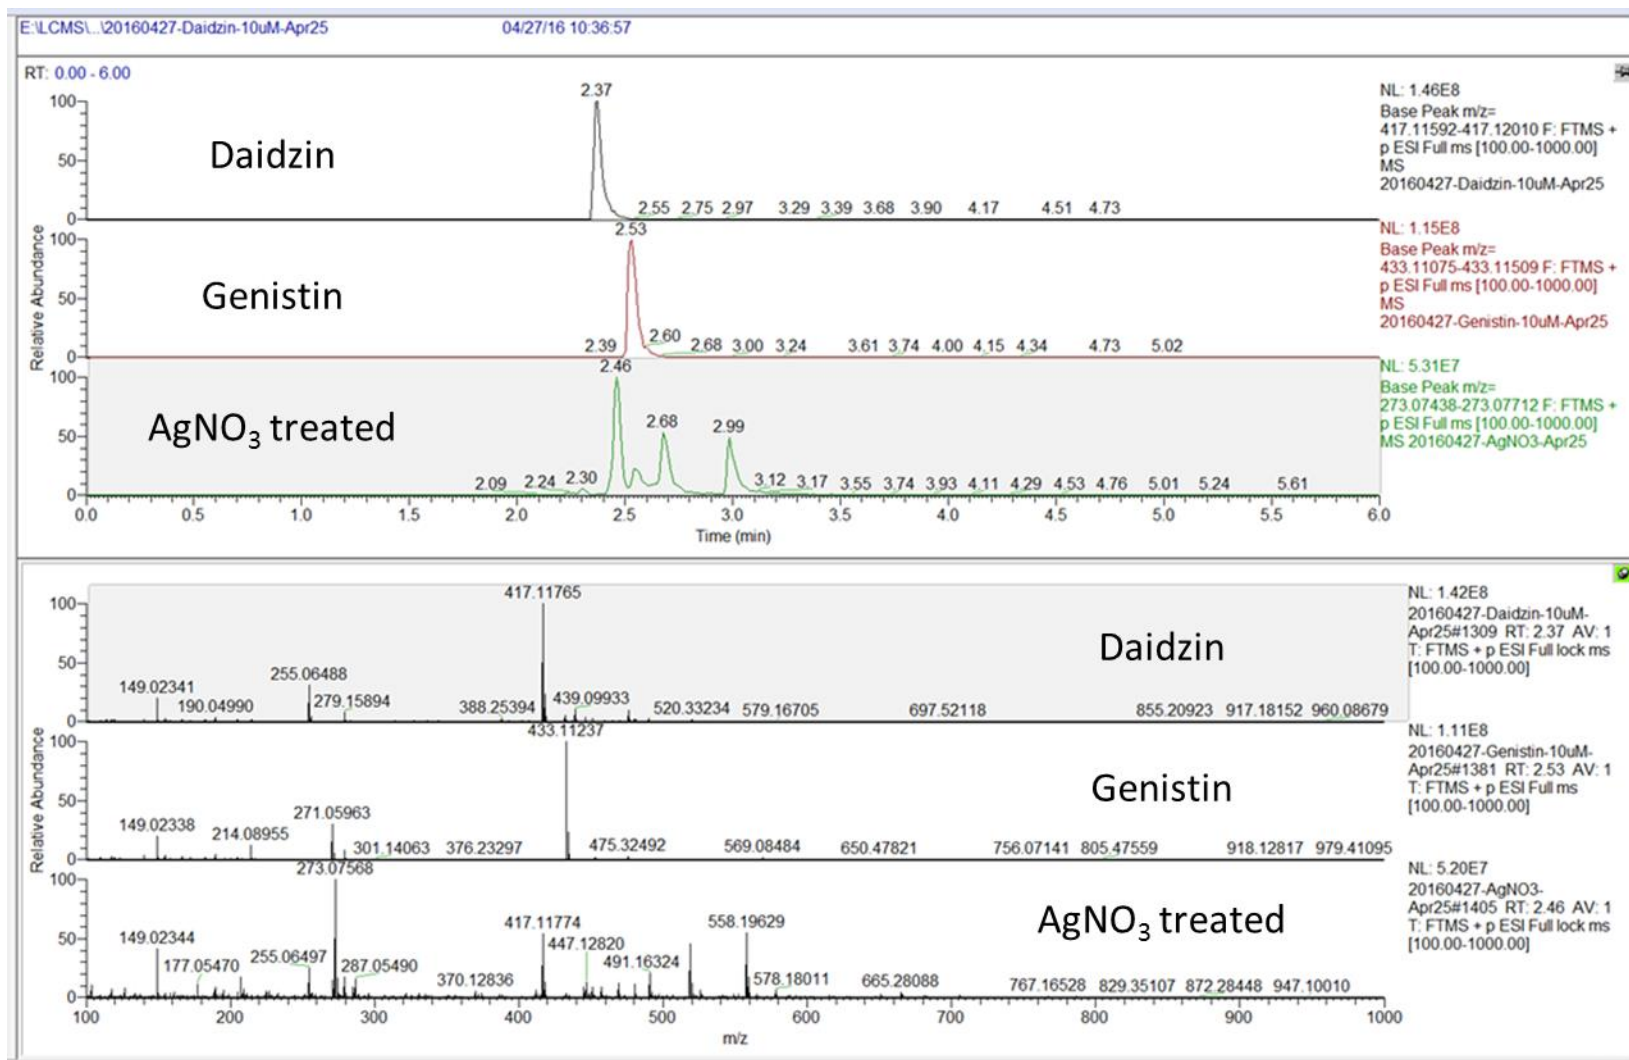 E:\LCMS\...\20160427-Daidzin-10uM-Apr25 04/27/16 10:36:57
RT: 0.00 - 6.00
Relative Abundance
100
50
0
Daidzin
2.37
2.55 2.75 2.97 3.29 3.39 3.68 3.90 4.17 4.51 4.73
NL: 1.46E8
Base Peak m/z=
417.11592-417.12010 F: FTMS +
p ESI Full ms [100.00-1000.00]
MS
20160427-Daidzin-10uM-Apr25
100
50
0
Genistin
2.53
2.39 2.60 2.68 3.00 3.24 3.61 3.74 4.00 4.15 4.34 4.73 5.02
NL: 1.15E8
Base Peak m/z=
433.11075-433.11509 F: FTMS +
p ESI Full ms [100.00-1000.00]
MS
20160427-Genistin-10uM-Apr25
100
50
0
AgNO3 treated
2.46
2.68
2.99
2.09 2.24 2.30 3.12 3.17 3.55 3.74 3.93 4.11 4.29 4.53 4.76 5.01 5.24 5.61
NL: 5.31E7
Base Peak m/z=
273.07438-273.07712 F: FTMS +
p ESI Full ms [100.00-1000.00]
MS 20160427-AgNO3-Apr25
0.0 0.5 1.0 1.5 2.0 2.5 3.0 3.5 4.0 4.5 5.0 5.5 6.0
Time (min)
Relative Abundance
100
50
0
417.11765
Daidzin
255.06488
149.02341
190.04990 279.15894 388.25394 439.09933 520.33234 579.16705 697.52118 855.20923 917.18152 960.08679
NL: 1.42E8
20160427-Daidzin-10uM-
Apr25#1309 RT: 2.37 AV: 1
T: FTMS + p ESI Full lock ms
[100.00-1000.00]
100
50
0
433.11237
Genistin
271.05963
149.02338
214.08955
301.14063 376.23297 475.32492 569.08484 650.47821 756.07141 805.47559 918.12817 979.41095
NL: 1.11E8
20160427-Genistin-10uM-
Apr25#1381 RT: 2.53 AV: 1
T: FTMS + p ESI Full ms
[100.00-1000.00]
100
50
0
273.07568
AgNO3 treated
417.11774 558.19629
149.02344 447.12820
177.05470 255.06497 287.05490 491.16324
370.12836 578.18011 665.28088 767.16528 829.35107 872.28448 947.10010
NL: 5.20E7
20160427-AgNO3-
Apr25#1405 RT: 2.46 AV: 1
T: FTMS + p ESI Full lock ms
[100.00-1000.00]
100 200 300 400 500 600 700 800 900 1000
m/z